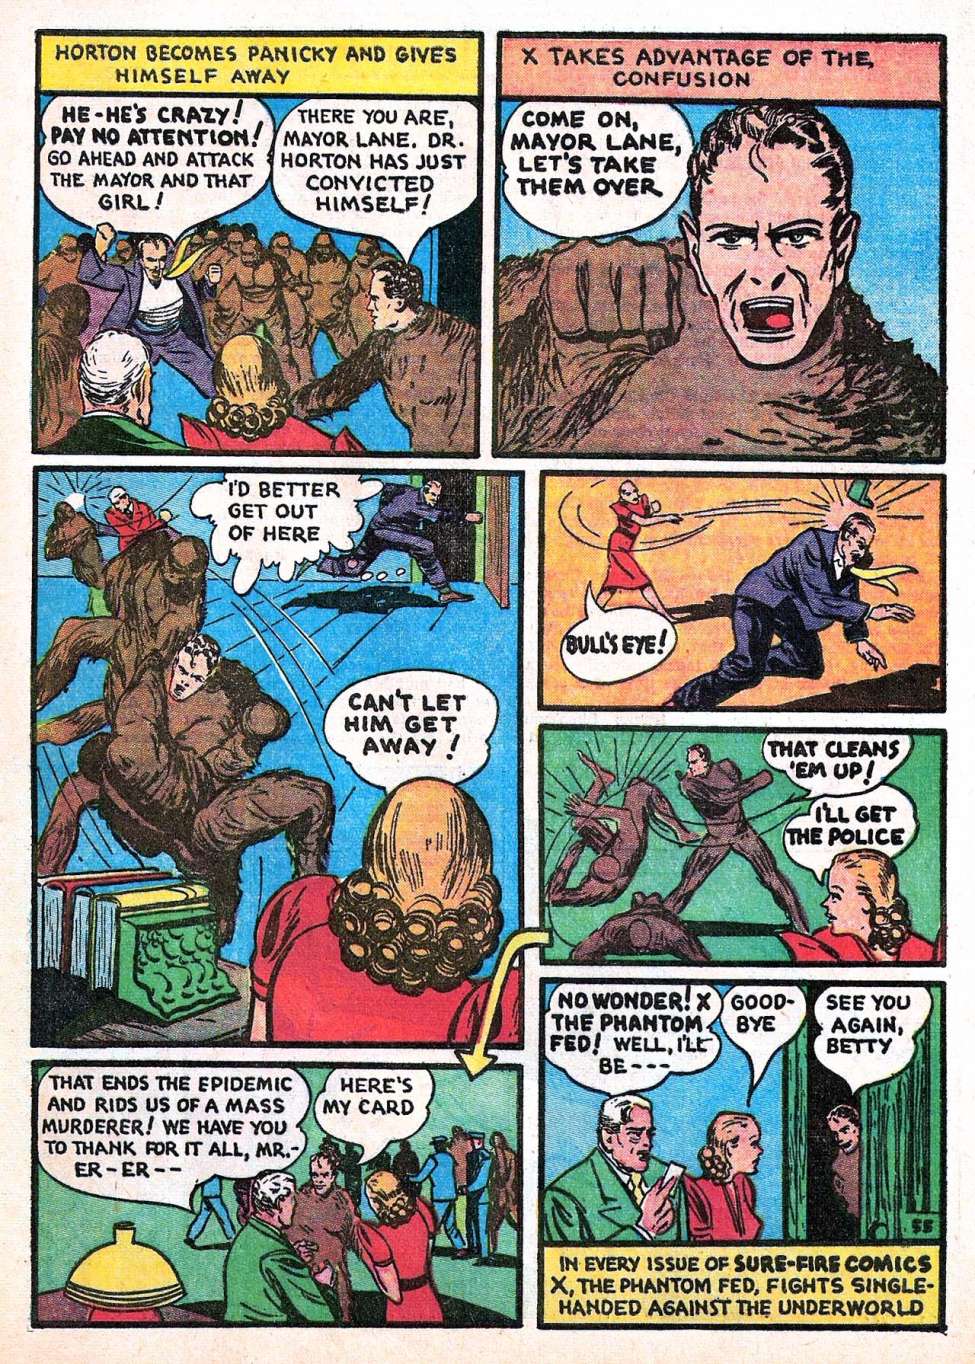 HORTON BECOMES PANICKY AND GIVES
HIMSELF AWAY
HE-HE'S CRAZY!
PAY NO ATTENTION!
GO AHEAD AND ATTACK
THE MAYOR AND THAT
GIRL!
THERE YOU ARE,
MAYOR LANE. DR.
HORTON HAS JUST
CONVICTED
HIMSELF!
X TAKES ADVANTAGE OF THE
CONFUSION
COME ON,
MAYOR LANE,
LET'S TAKE
THEM OVER
I'D BETTER
GET OUT
OF HERE
CAN'T LET
HIM GET
AWAY!
BULL'S EYE!
THAT CLEANS
'EM UP!
I'LL GET
THE POLICE
THAT ENDS THE EPIDEMIC
AND RIDS US OF A MASS
MURDERER! WE HAVE YOU
TO THANK FOR IT ALL, MR.-
ER-ER--
HERE'S
MY CARD
NO WONDER! X
THE PHANTOM
FED! WELL, I'LL
BE---
GOOD-
BYE
SEE YOU
AGAIN,
BETTY
55
IN EVERY ISSUE OF SURE-FIRE COMICS
X, THE PHANTOM FED, FIGHTS SINGLE-
HANDED AGAINST THE UNDERWORLD